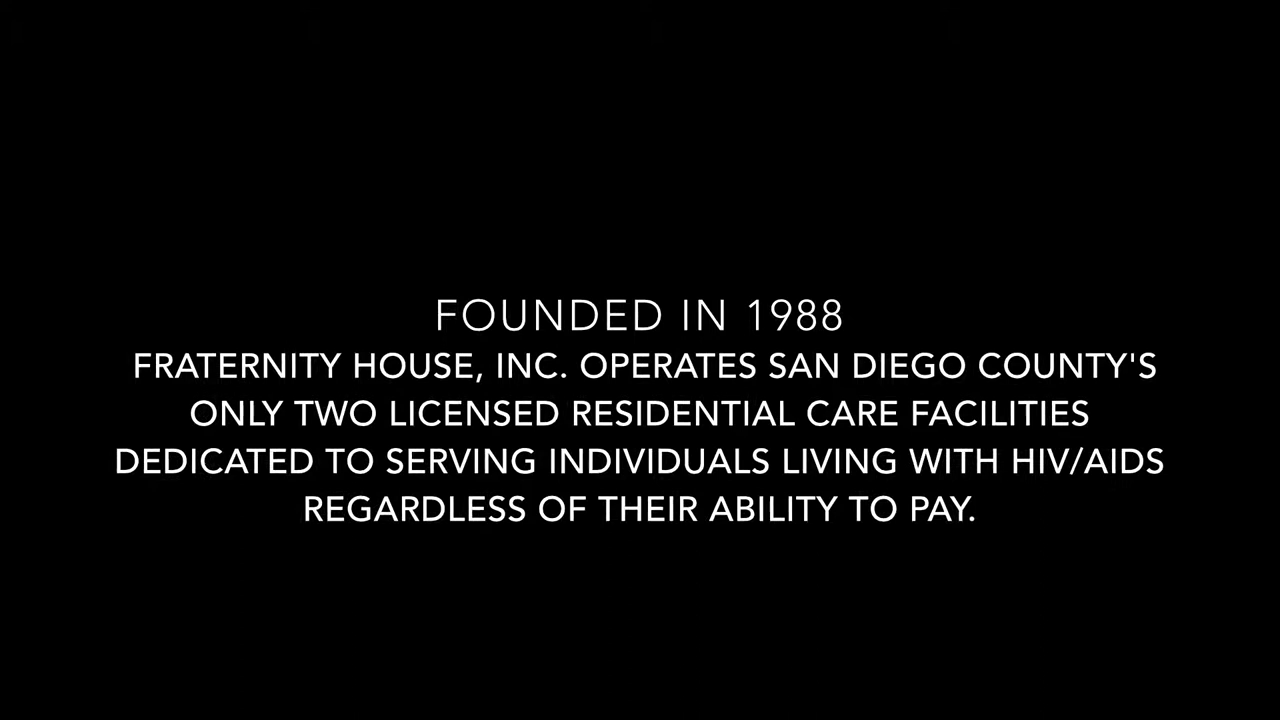 FOUNDED IN 1988
FRATERNITY HOUSE, INC. OPERATES SAN DIEGO COUNTY'S
ONLY TWO LICENSED RESIDENTIAL CARE FACILITIES
DEDICATED TO SERVING INDIVIDUALS LIVING WITH HIV/AIDS
REGARDLESS OF THEIR ABILITY TO PAY.